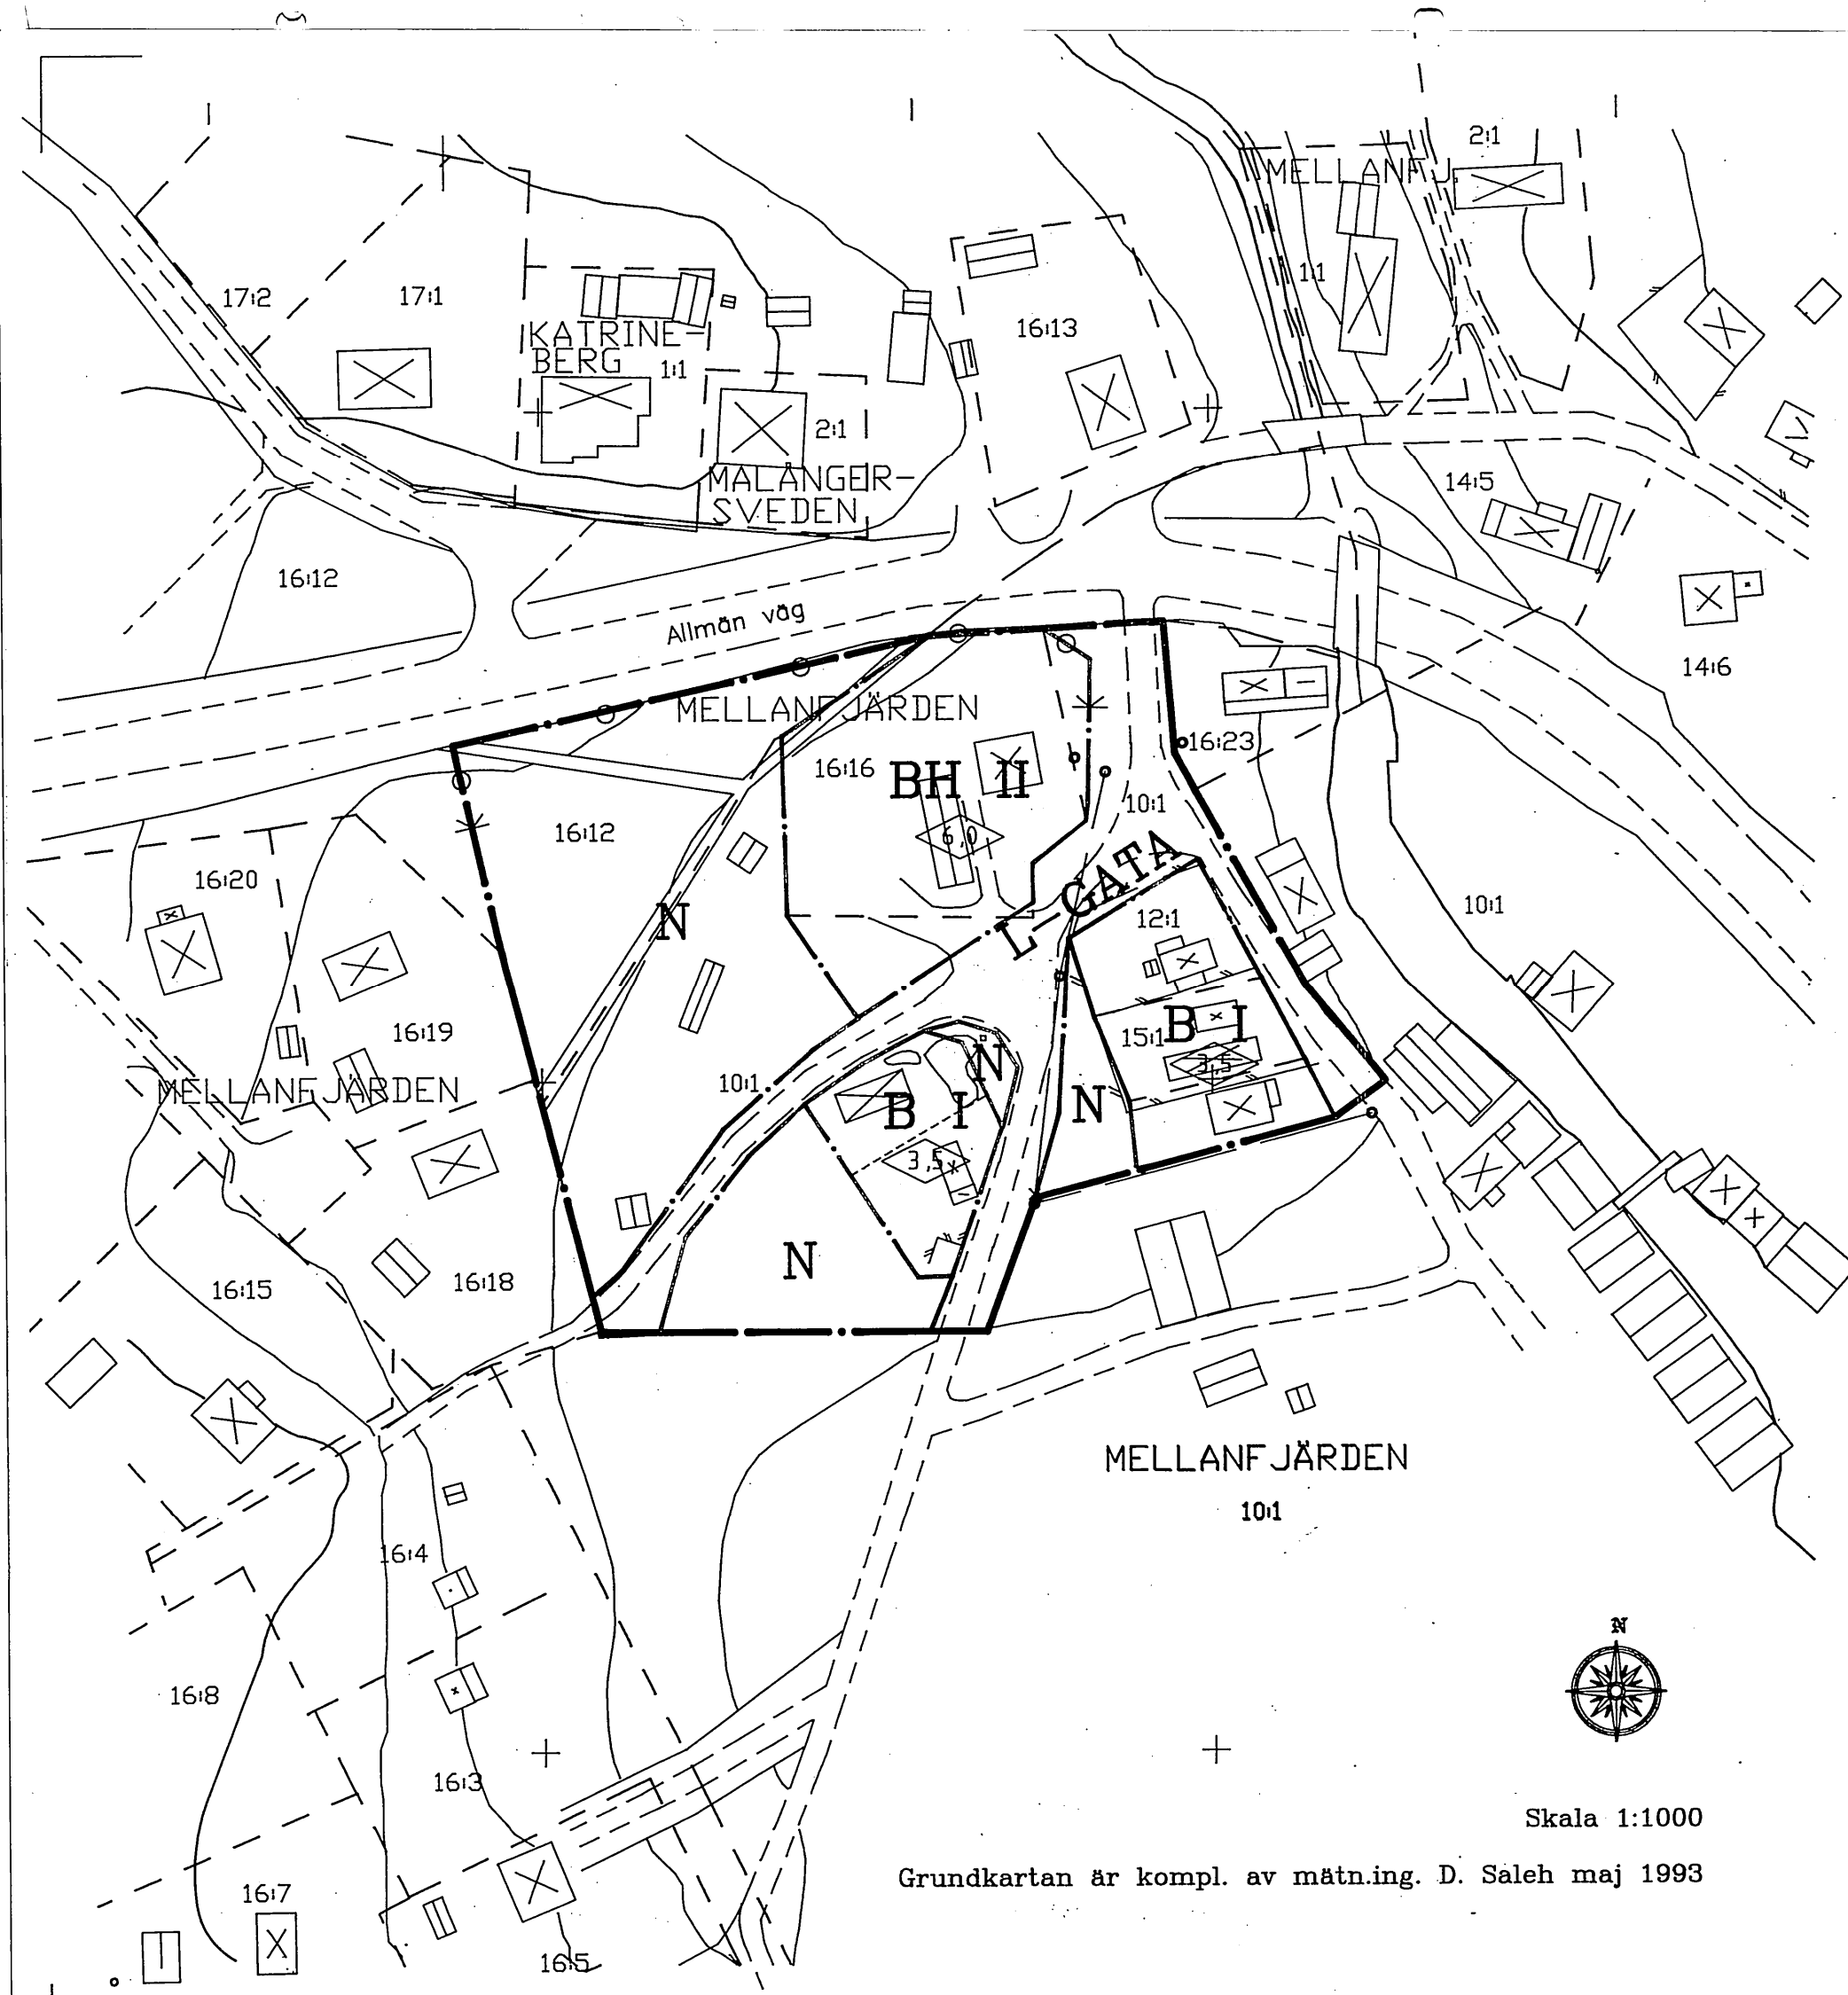 2:1
MELLANFJ.
17:2
17:1
1:1
16:13
KATRINE-
BERG
1:1
2:1
MALÅNGER-
SVEDEN
14:5
16:12
Allmän väg
14:6
MELLANFJÄRDEN
16:23
16:16
BH II
10:1
16:12
6,0
L-GATA
16:20
12:1
10:1
N
16:19
15:1
B I
3,5
MELLANFJÄRDEN
10:1
N
B I
N
3,5
N
16:15
16:18
MELLANFJÄRDEN
10:1
16:4
N
16:8
16:3
Skala 1:1000
Grundkartan är kompl. av mätn.ing. D. Saleh maj 1993
16:7
16:5